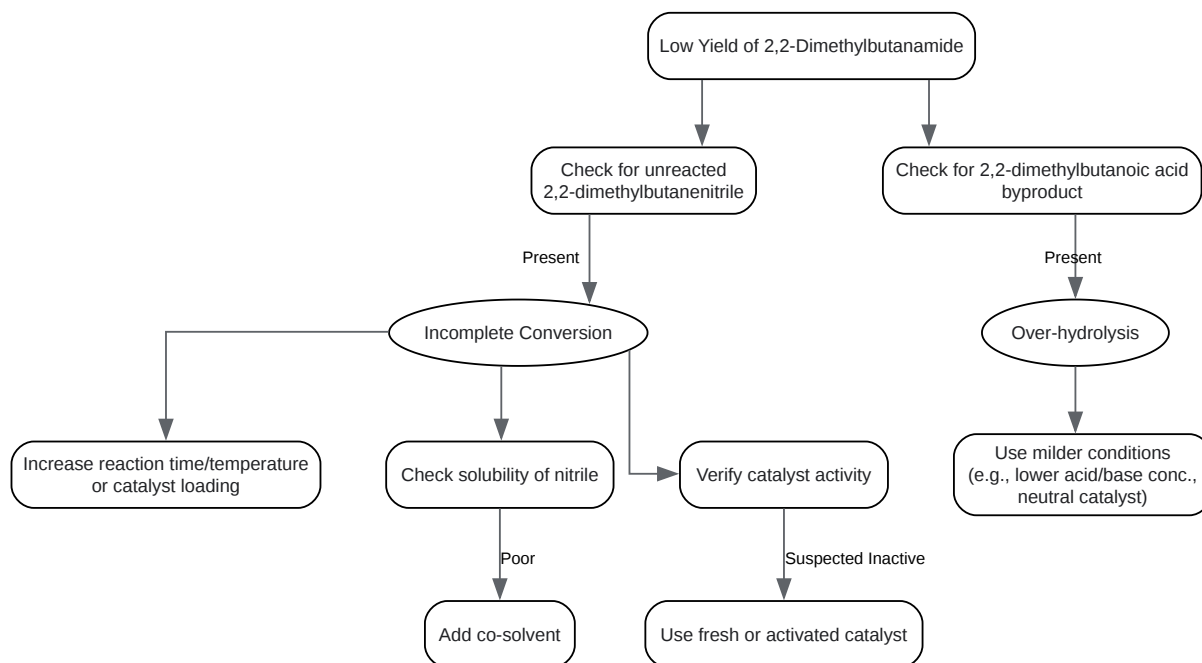 Low Yield of 2,2-Dimethylbutanamide
Check for unreacted
2,2-dimethylbutanenitrile
Check for 2,2-dimethylbutanoic acid
byproduct
Present
Present
Incomplete Conversion
Over-hydrolysis
Increase reaction time/temperature
or catalyst loading
Check solubility of nitrile
Verify catalyst activity
Use milder conditions
(e.g., lower acid/base conc.,
neutral catalyst)
Poor
Suspected Inactive
Add co-solvent
Use fresh or activated catalyst